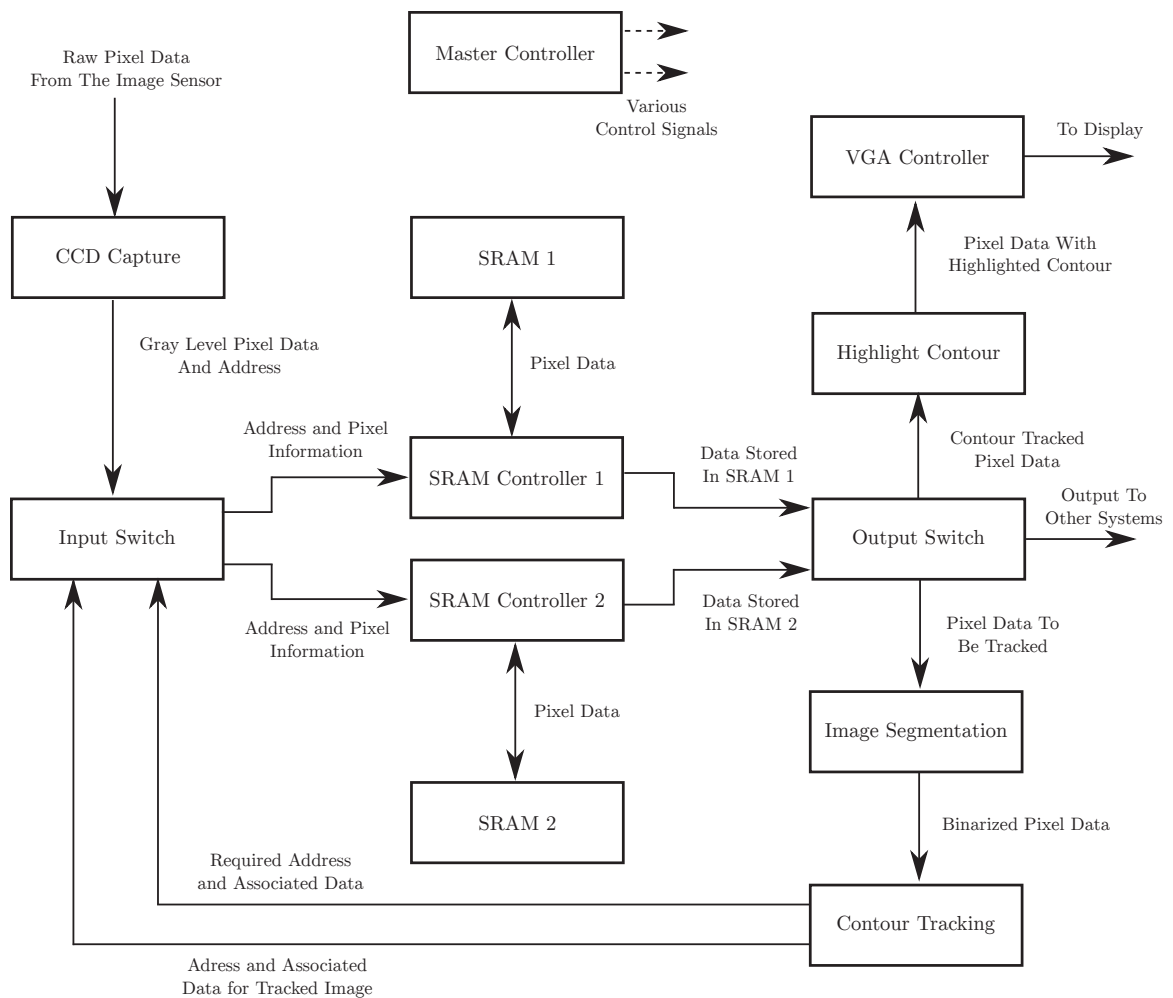 Master Controller
Raw Pixel Data
From The Image Sensor
Various
Control Signals
VGA Controller
To Display
CCD Capture
SRAM 1
Pixel Data With
Highlighted Contour
Gray Level Pixel Data
And Address
Pixel Data
Highlight Contour
Address and Pixel
Information
SRAM Controller 1
Data Stored
In SRAM 1
Contour Tracked
Pixel Data
Input Switch
Output Switch
Output To
Other Systems
SRAM Controller 2
Address and Pixel
Information
Data Stored
In SRAM 2
Pixel Data To
Be Tracked
Pixel Data
Image Segmentation
SRAM 2
Binarized Pixel Data
Required Address
and Associated Data
Contour Tracking
Adress and Associated
Data for Tracked Image